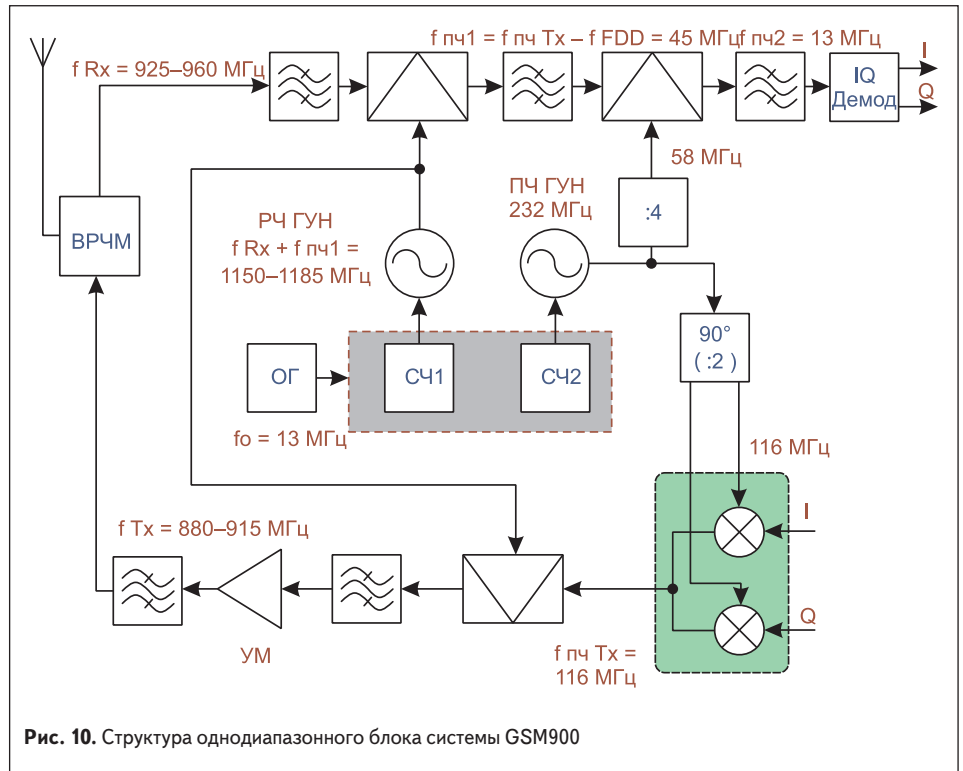 f пч1 = f пч Tx – f FDD = 45 МГц
f пч2 = 13 МГц
f Rx = 925–960 МГц
I
IQ
Демод
Q
58 МГц
ПЧ ГУН
232 МГц
:4
РЧ ГУН
f Rx + f пч1 =
1150–1185 МГц
ВРЧМ
90°
( :2 )
ОГ
СЧ1
СЧ2
fo = 13 МГц
116 МГц
I
f Tx = 880–915 МГц
Q
УМ
f пч Tx =
116 МГц
Рис. 10. Структура однодиапазонного блока системы GSM900